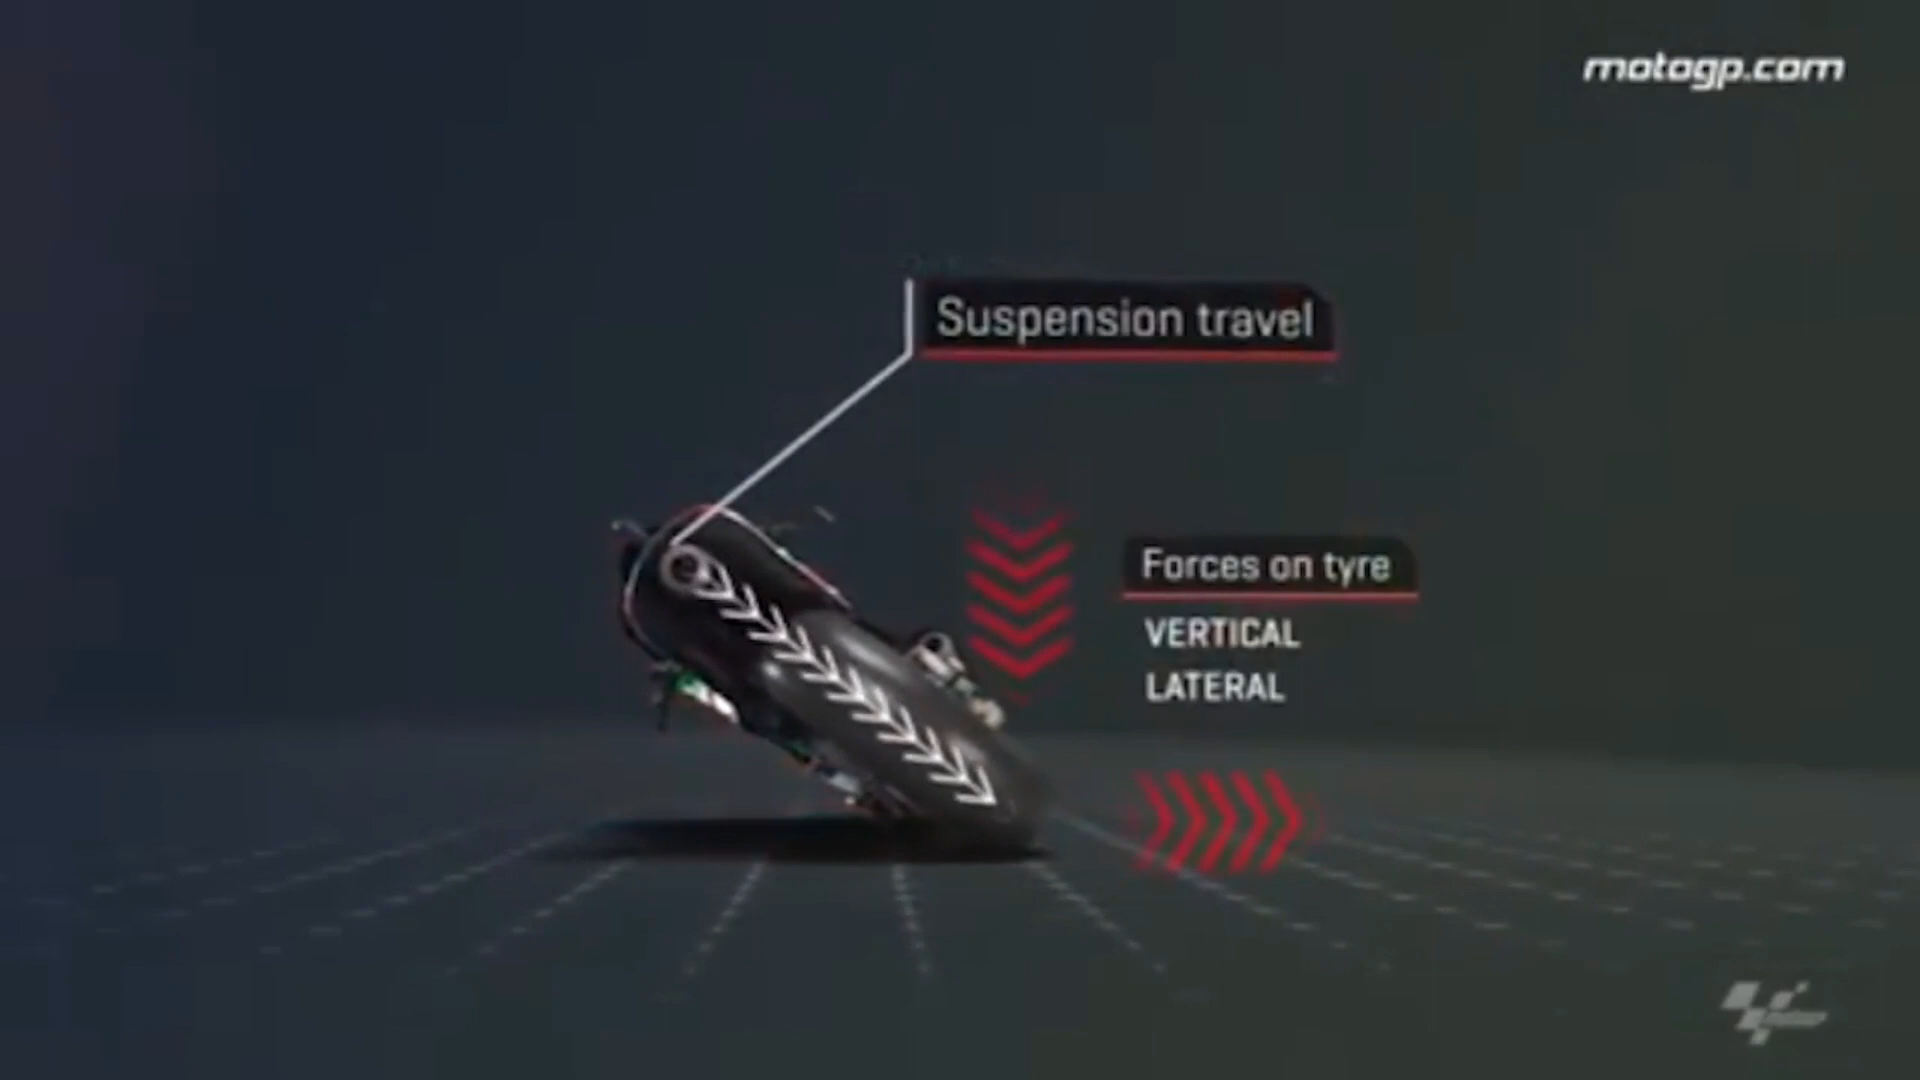 motogp.com
Suspension travel
Forces on tyre
VERTICAL
LATERAL